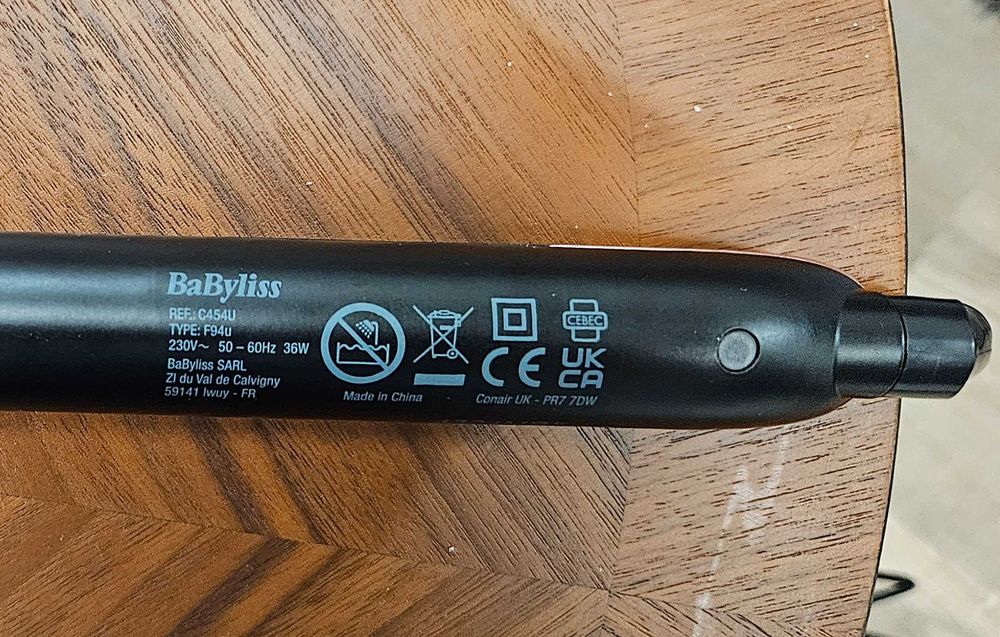 BaByliss
REF.: C454U
TYPE: F94u
230V~ 50-60Hz 36W
BaByliss SARL
ZI du Val de Calvigny
59141 Iwuy - FR
Made in China
CE
CEBEC
UK
CA
Conair UK - PR7 7DW